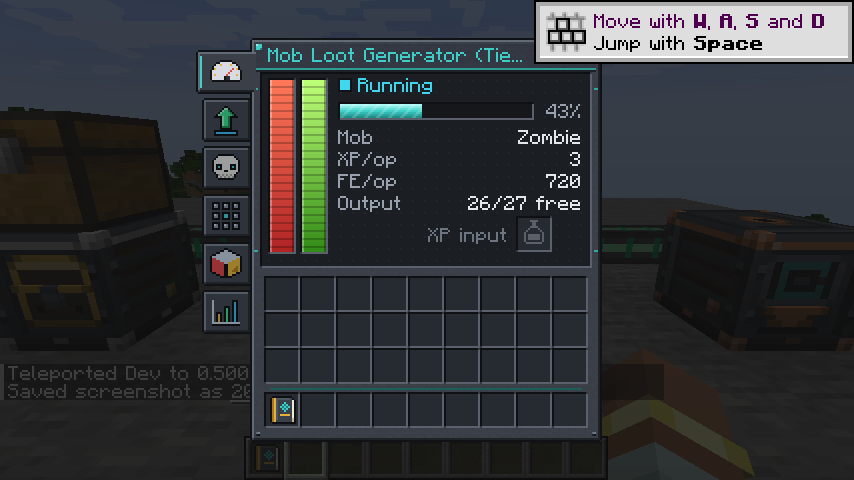 Move with W, A, S and D
Jump with Space
Mob Loot Generator (Tie...
Running
43%
Mob Zombie
XP/op 3
FE/op 720
Output 26/27 free
XP input
Teleported Dev to 0.500
Saved screenshot as 20